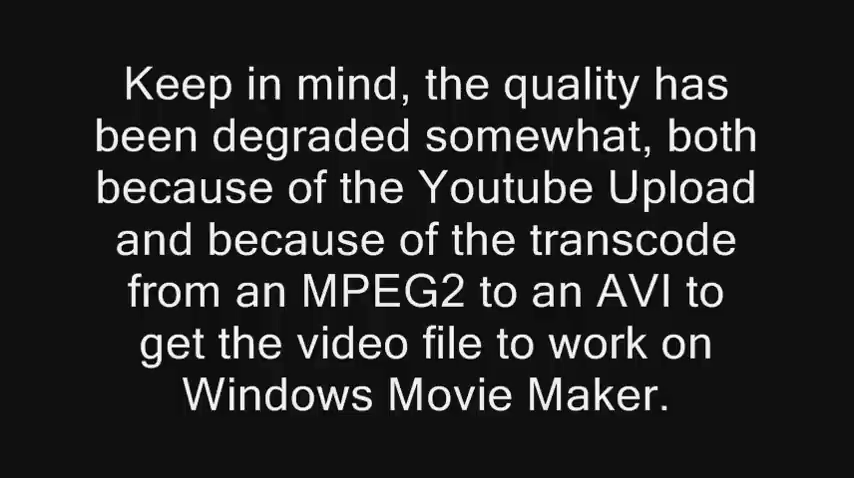 Keep in mind, the quality has
been degraded somewhat, both
because of the Youtube Upload
and because of the transcode
from an MPEG2 to an AVI to
get the video file to work on
Windows Movie Maker.